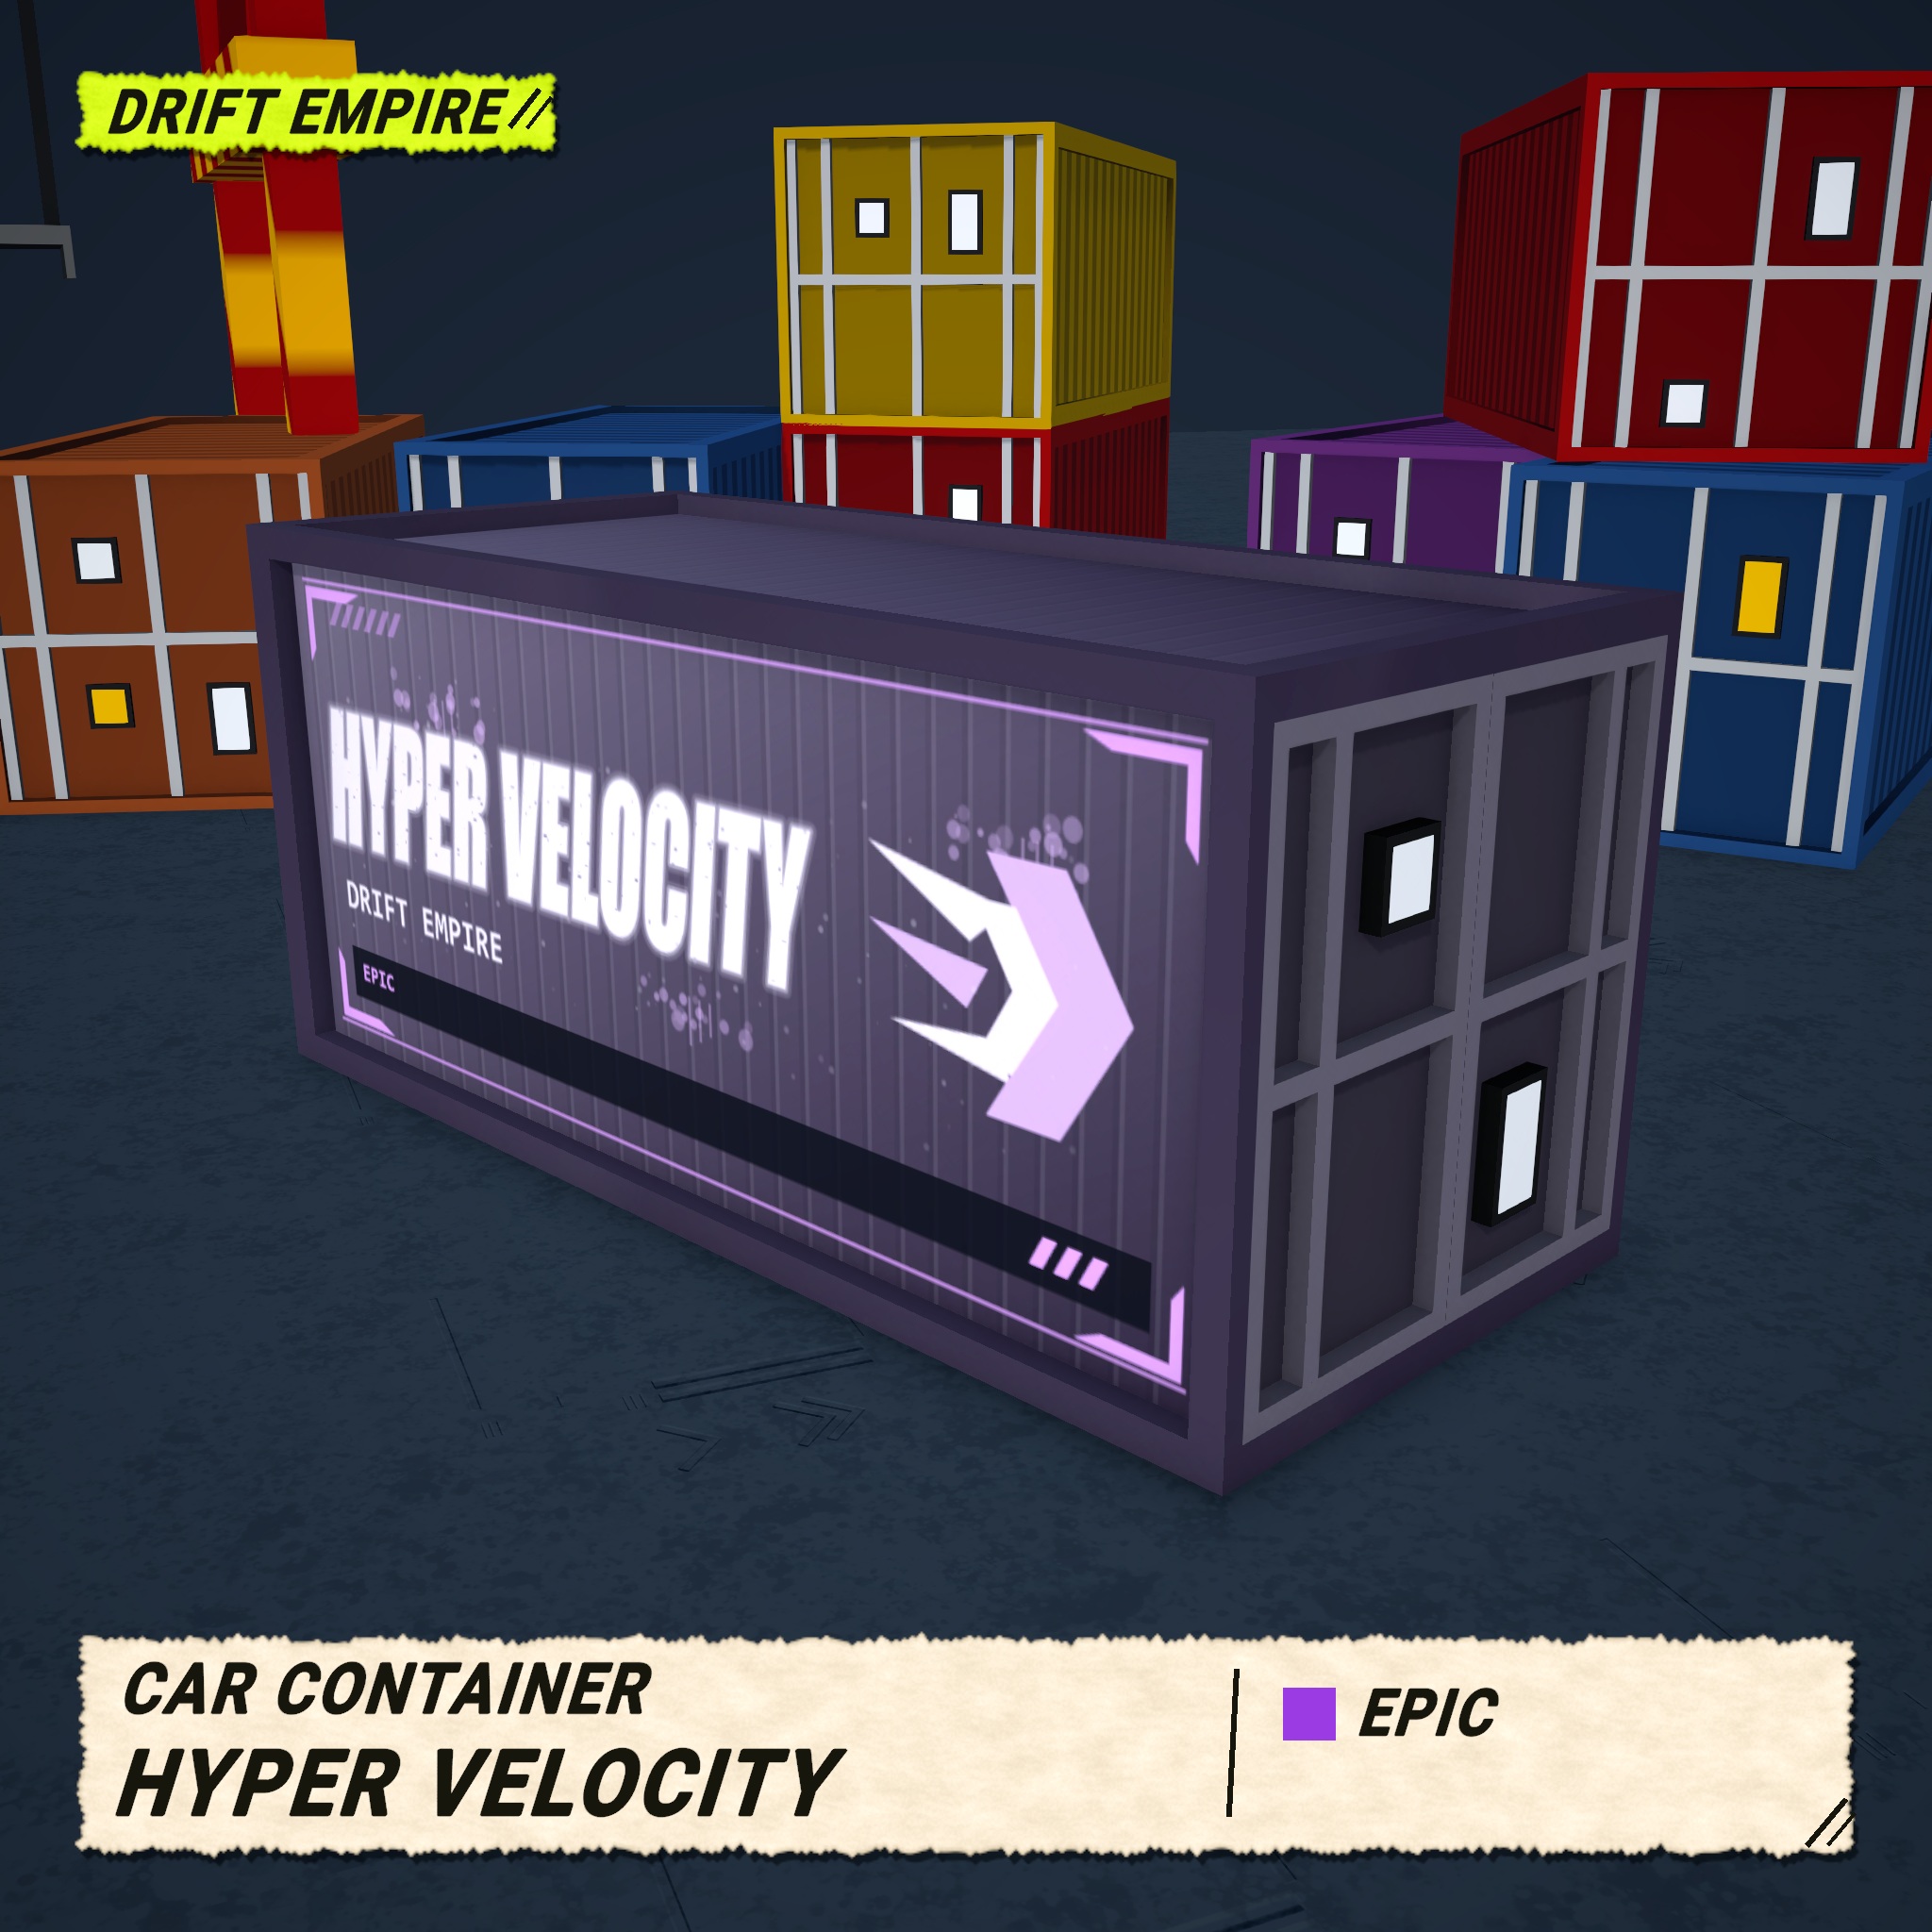 DRIFT EMPIRE//
HYPER VELOCITY
DRIFT EMPIRE
EPIC
CAR CONTAINER
HYPER VELOCITY
EPIC